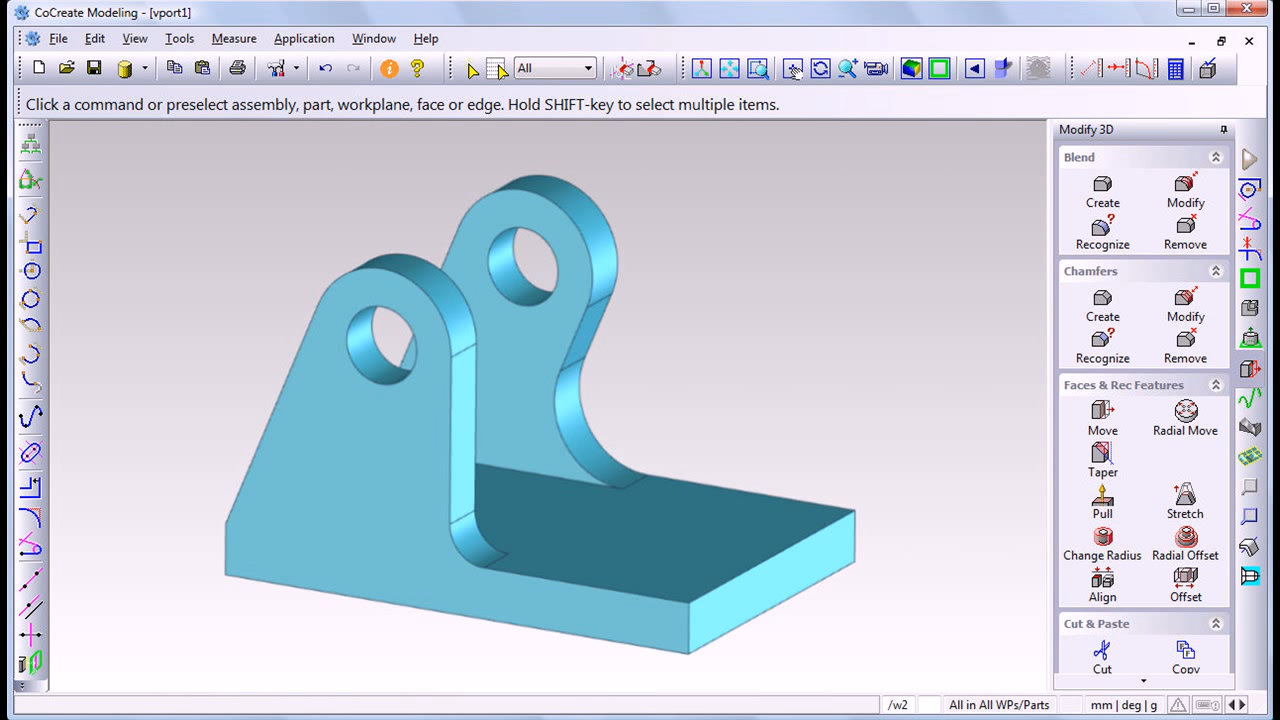 CoCreate Modeling - [vport1]
File Edit View Tools Measure Application Window Help
All
Click a command or preselect assembly, part, workplane, face or edge. Hold SHIFT-key to select multiple items.
Modify 3D
Blend
Create Modify
Recognize Remove
Chamfers
Create Modify
Recognize Remove
Faces & Rec Features
Move Radial Move
Taper
Pull Stretch
Change Radius Radial Offset
Align Offset
Cut & Paste
Cut Copy
/w2 All in All WPs/Parts mm | deg | g